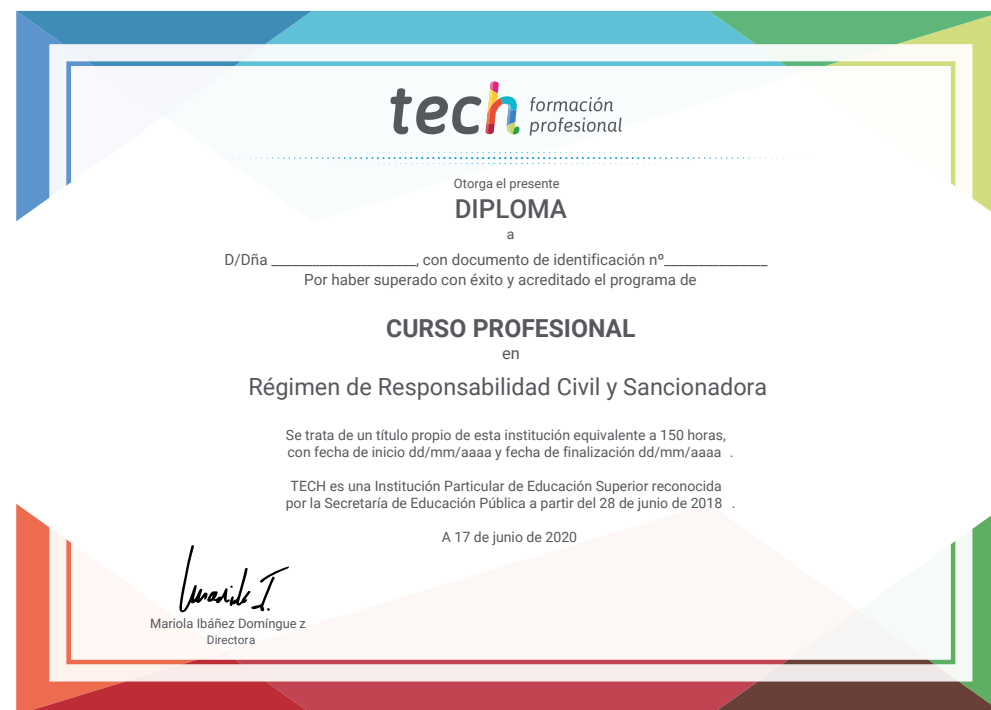 tech formación
profesional
Otorga el presente
DIPLOMA
a
D/Dña ____________________, con documento de identificación nº______________
Por haber superado con éxito y acreditado el programa de
CURSO PROFESIONAL
en
Régimen de Responsabilidad Civil y Sancionadora
Se trata de un título propio de esta institución equivalente a 150 horas,
con fecha de inicio dd/mm/aaaa y fecha de finalización dd/mm/aaaa .
TECH es una Institución Particular de Educación Superior reconocida
por la Secretaría de Educación Pública a partir del 28 de junio de 2018 .
A 17 de junio de 2020
Mariola Ibáñez Domíngue z
Directora